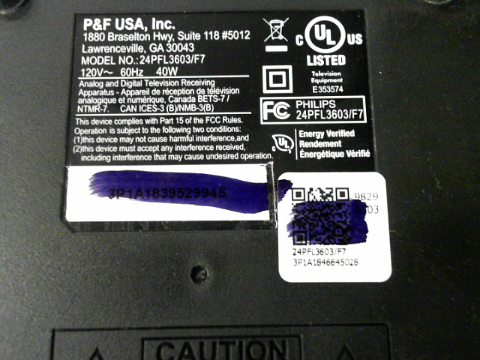 P&F USA, Inc.
1880 Braselton Hwy, Suite 118 #5012
Lawrenceville, GA 30043
MODEL NO.: 24PFL3603/F7
120V~ 60Hz 40W
Analog and Digital Television Receiving
Apparatus - Appareil de réception de télévision
analogique et numérique, Canada BETS-7 /
NTMR-7. CAN ICES-3 (B)/NMB-3(B)
This device complies with Part 15 of the FCC Rules.
Operation is subject to the following two conditions:
(1)this device may not cause harmful interference,and
(2)this device must accept any interference received,
including interference that may cause undesired operation.
C UL US
LISTED
Television
Equipment
E353574
FC PHILIPS
24PFL3603/F7
UL Energy Verified
Rendement
Énergétique Vérifié
3P1A1839529945
9829
03
24PFL3603/F7
3P1A1846645028
CAUTION